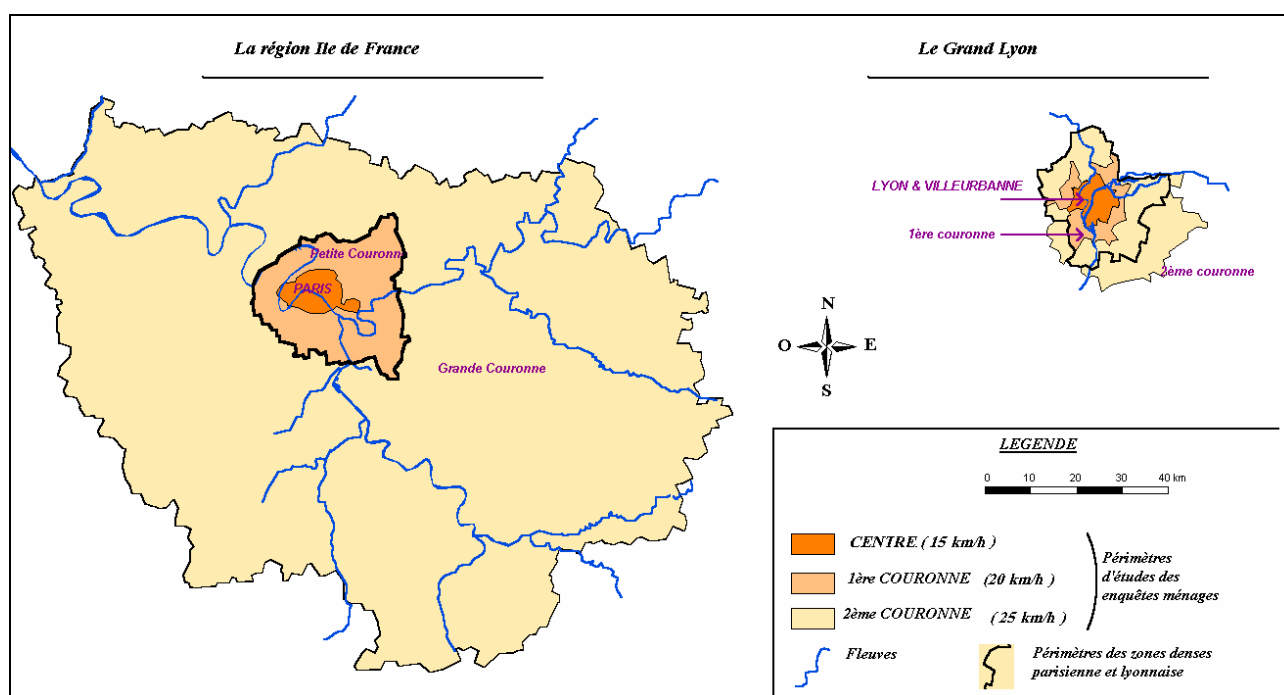 La région Ile de France
Le Grand Lyon
LYON & VILLEURBANNE
1ère couronne
2ème couronne
Petite Couronn
PARIS
Grande Couronne
N
O
E
S
LEGENDE
0 10 20 30 40 km
CENTRE ( 15 km/h )
1ère COURONNE (20 km/h )
2ème COURONNE ( 25 km/h )
Périmètres
d'études des
enquêtes ménages
Fleuves
Périmètres des zones denses
parisienne et lyonnaise